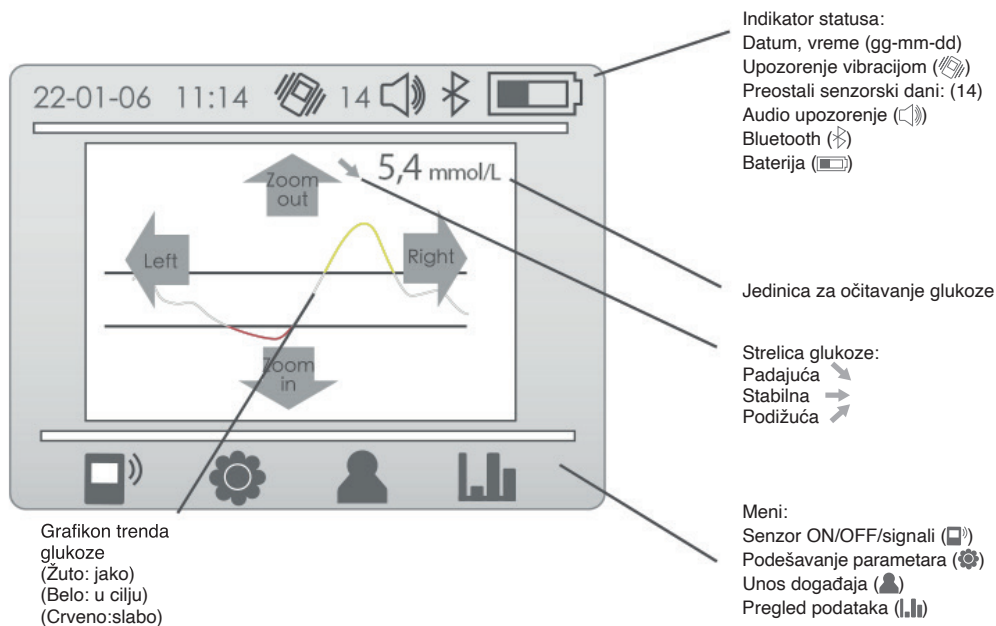 Indikator statusa:
Datum, vreme (gg-mm-dd)
Upozorenje vibracijom ()
Preostali senzorski dani: (14)
Audio upozorenje ()
Bluetooth ()
Baterija ()
22-01-06 11:14 14
5,4 mmol/L
Zoom
out
Left
Right
Zoom
in
Jedinica za očitavanje glukoze
Strelica glukoze:
Padajuća
Stabilna
Podižuća
Grafikon trenda
glukoze
(Žuto: jako)
(Belo: u cilju)
(Crveno:slabo)
Meni:
Senzor ON/OFF/signali ()
Podešavanje parametara ()
Unos događaja ()
Pregled podataka ()